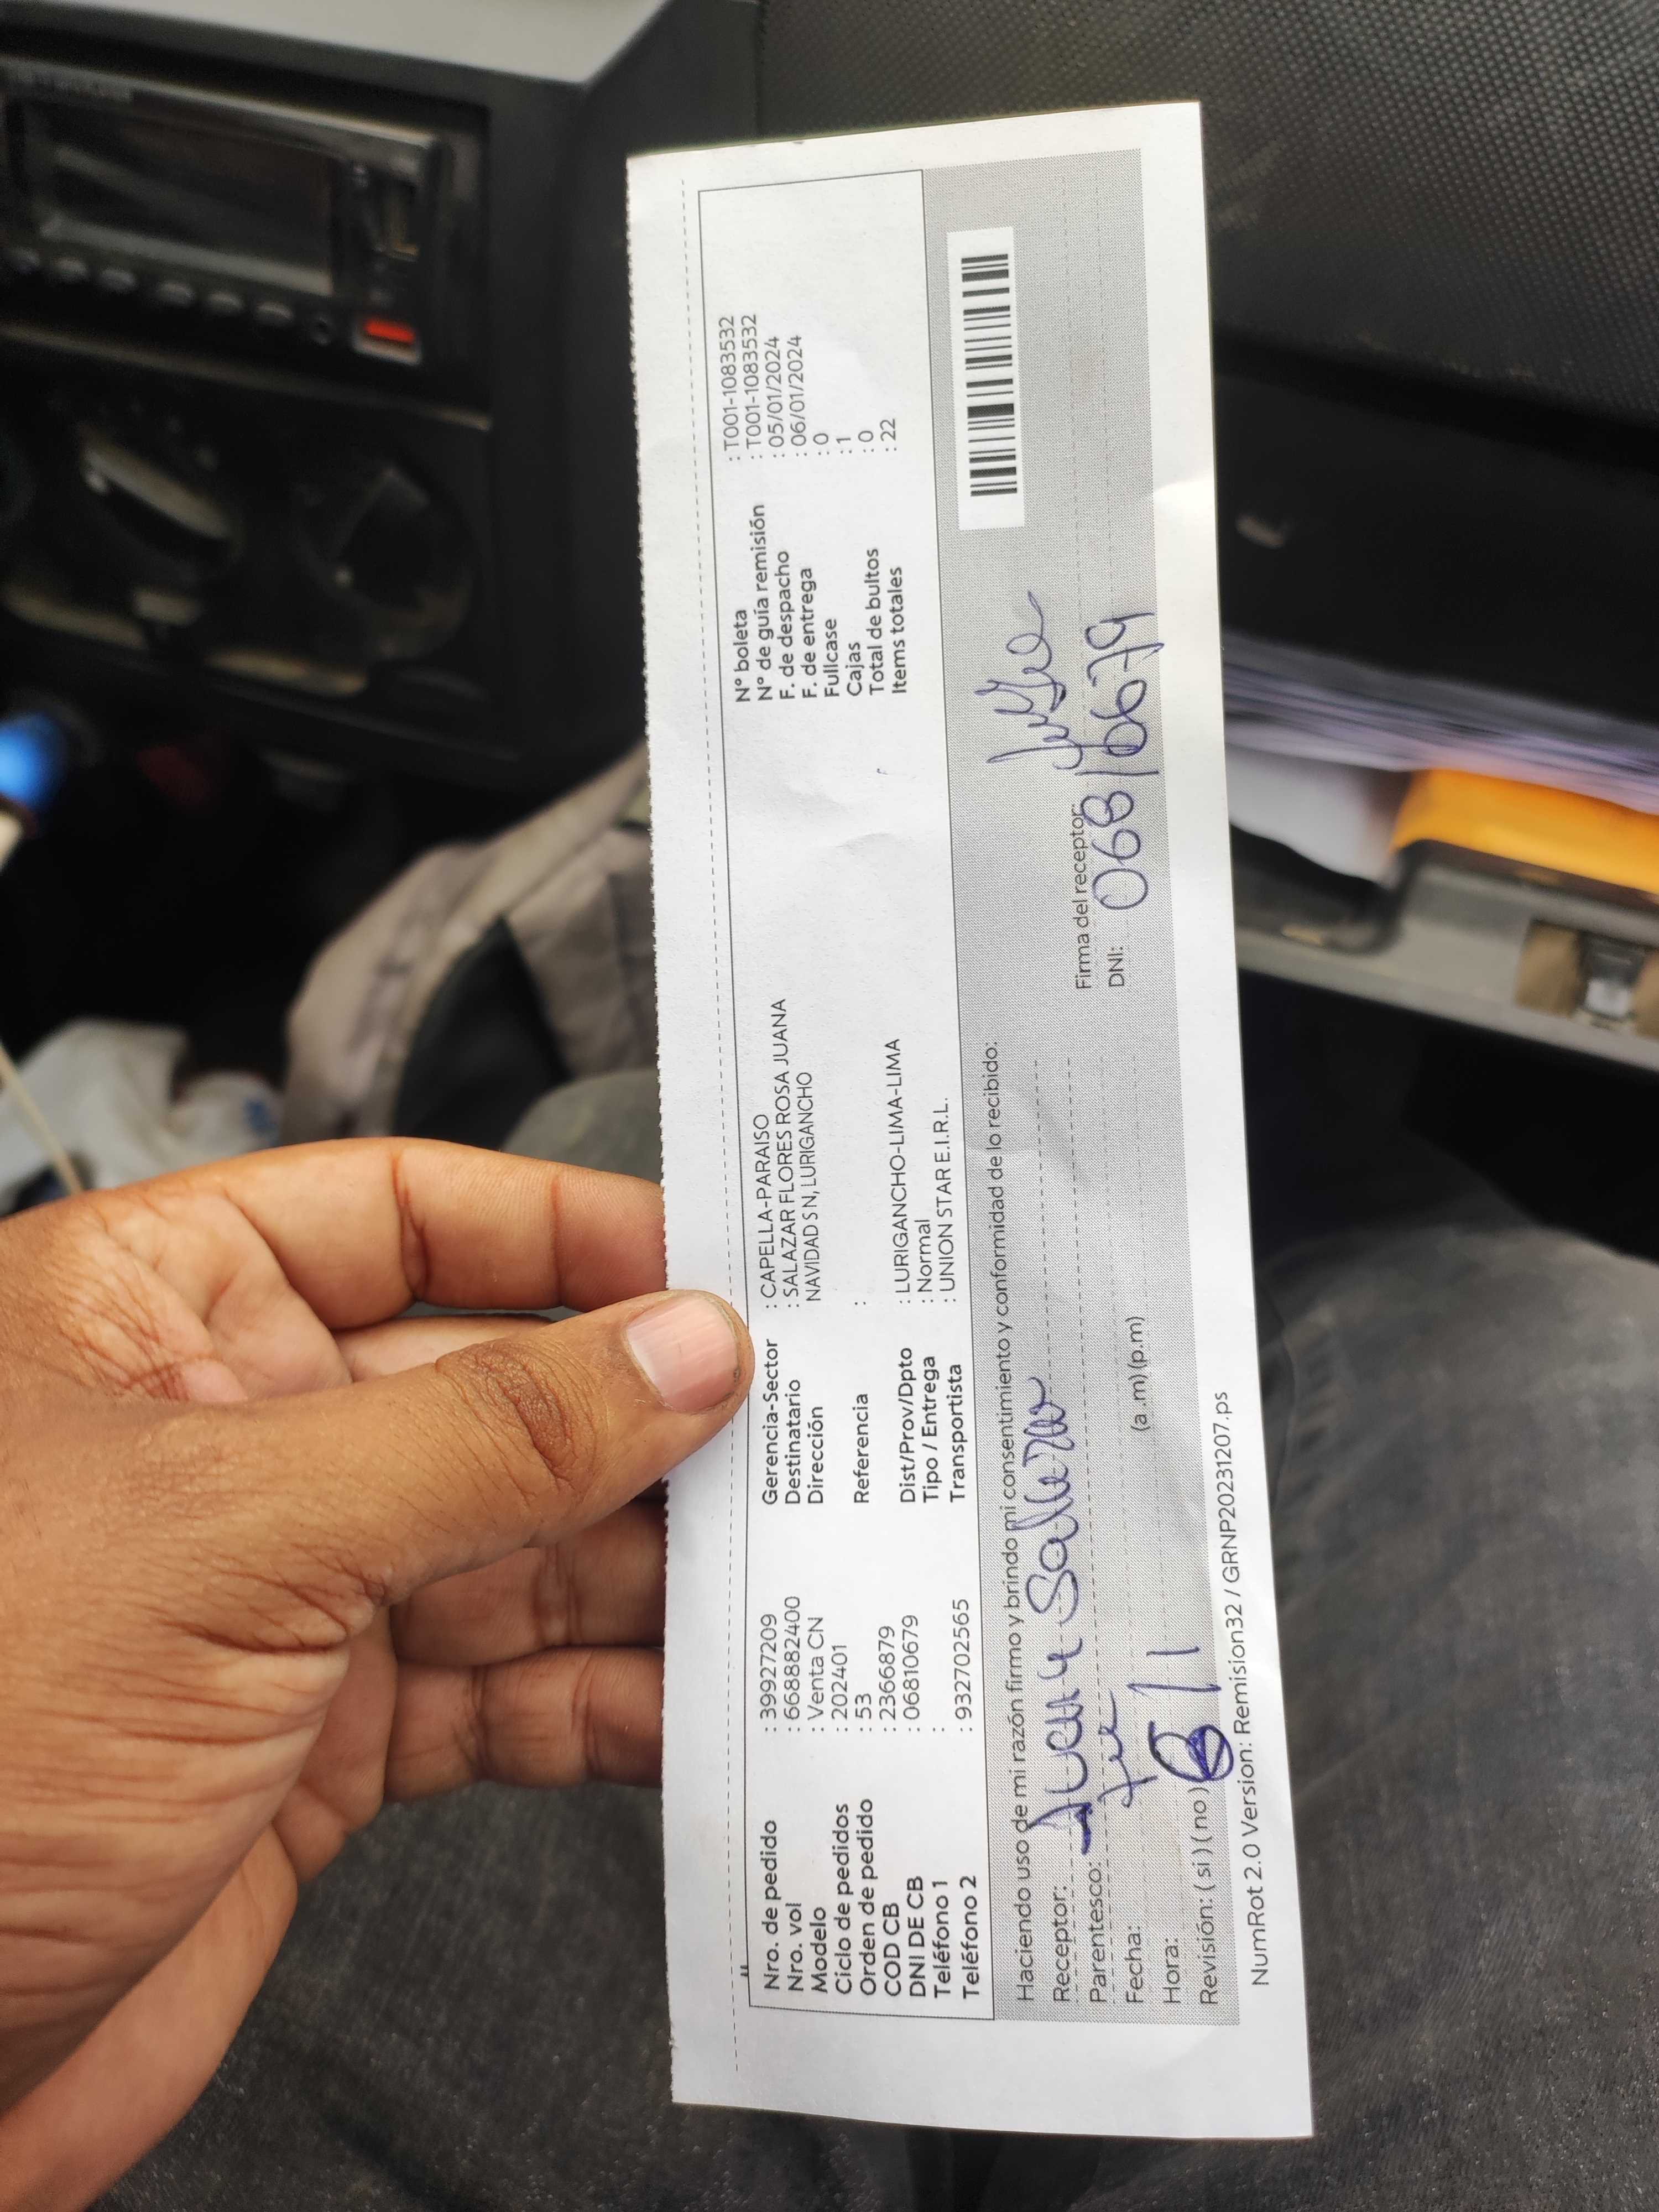 Nro. de pedido : 39927209
Nro. vol : 668882400
Modelo : Venta CN
Ciclo de pedidos : 202401
Orden de pedido : 53
COD CB : 2366879
DNI DE CB : 06810679
Teléfono 1 :
Teléfono 2 : 932702565
Gerencia-Sector : CAPELLA-PARAISO
Destinatario : SALAZAR FLORES ROSA JUANA
Dirección NAVIDAD S N, LURIGANCHO
Referencia :
Dist/Prov/Dpto : LURIGANCHO-LIMA-LIMA
Tipo / Entrega : Normal
Transportista : UNION STAR E.I.R.L.
N° boleta : T001-1083532
N° de guía remisión : T001-1083532
F. de despacho : 05/01/2024
F. de entrega : 06/01/2024
Fullcase : 0
Cajas : 1
Total de bultos : 0
Items totales : 22
Haciendo uso de mi razón firmo y brindo mi consentimiento y conformidad de lo recibido:
Receptor: Juana Salazar
Parentesco:
Fecha:
Hora: (a.m) (p.m)
Revisión: ( si ) ( no )
Firma del receptor
DNI:
NumRot 2.0 Version: Remision32 / GRNP20231207.ps